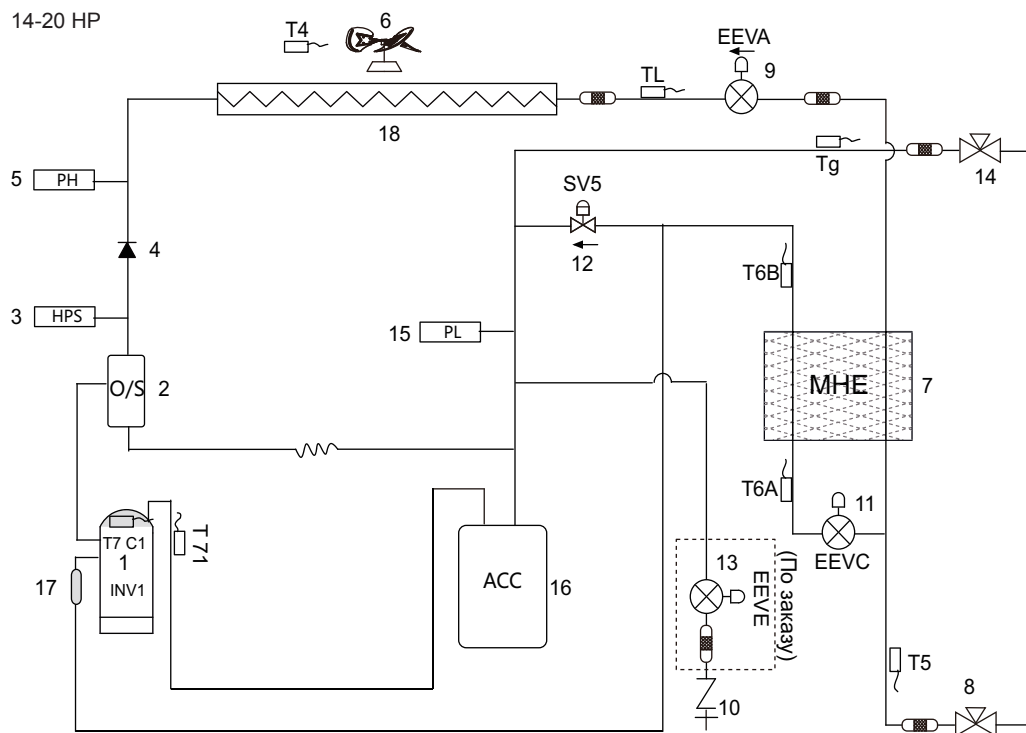 14-20 HP
T4
6
EEVA
9
TL
18
Tg
14
5
PH
SV5
12
4
T6B
3
HPS
15
PL
O/S
2
MHE
7
T6A
11
EEVC
T7 C1
1
INV1
T 71
17
ACC
16
13
EEVE
(По заказу)
10
T5
8